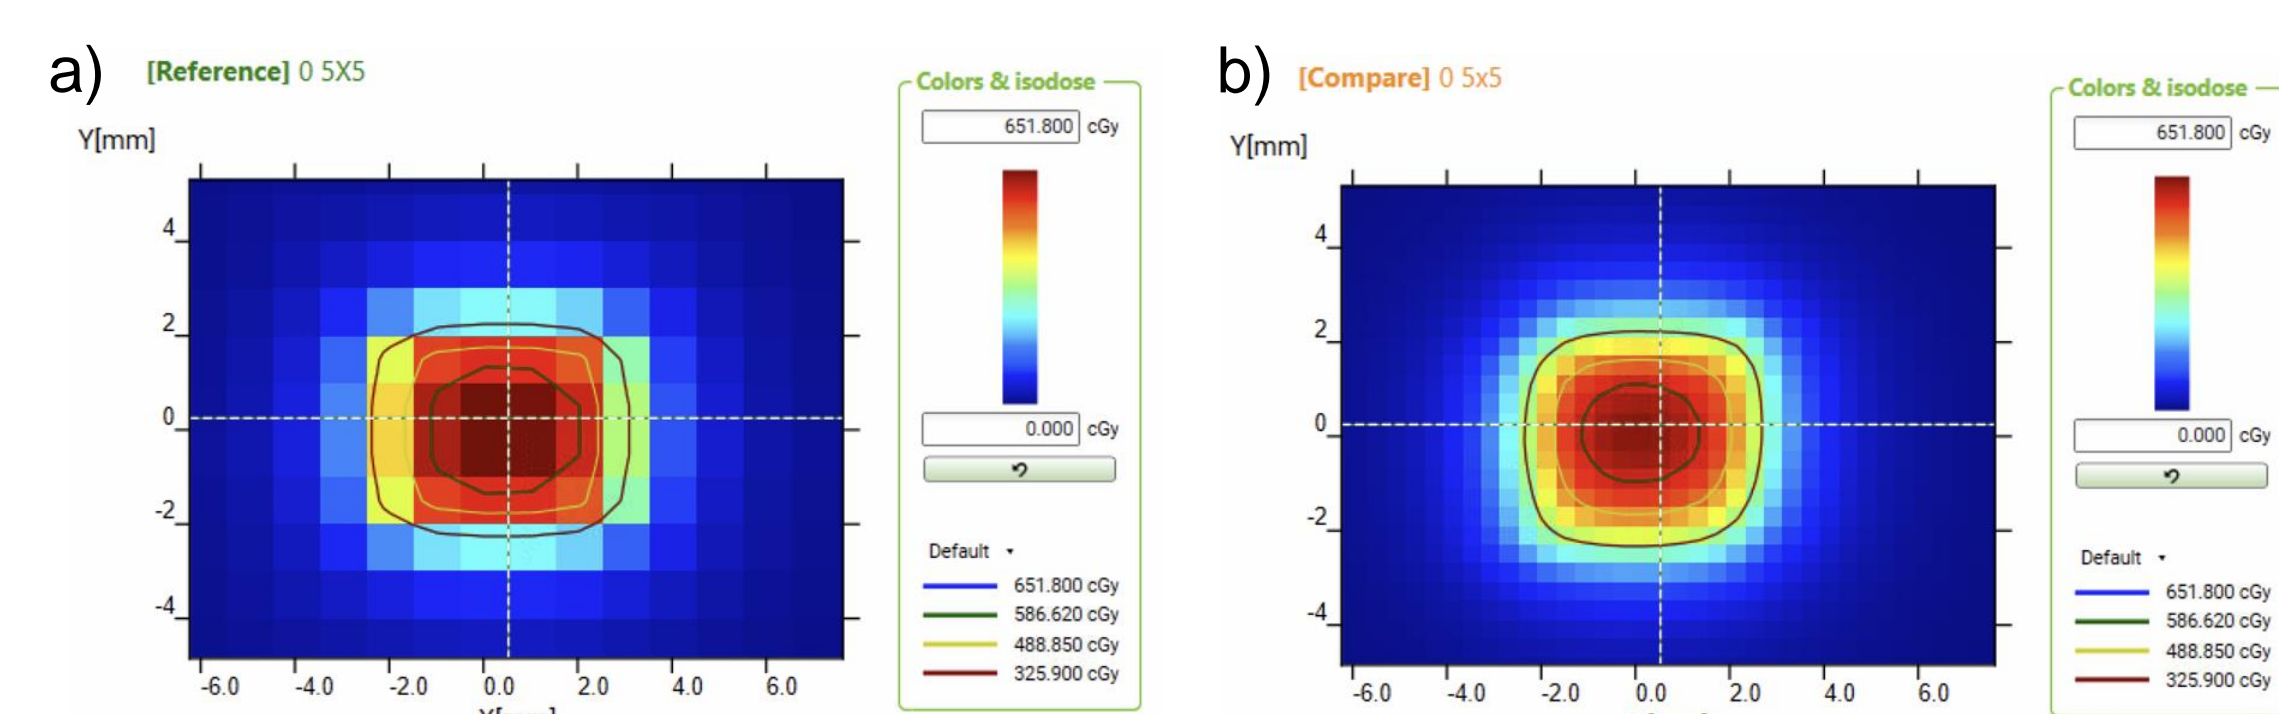 a)
[Reference] 0 5X5
Y[mm]
4
2
0
-2
-4
-6.0 -4.0 -2.0 0.0 2.0 4.0 6.0
Colors & isodose
651.800 cGy
0.000 cGy
Default
651.800 cGy
586.620 cGy
488.850 cGy
325.900 cGy
b)
[Compare] 0 5x5
Y[mm]
4
2
0
-2
-4
-6.0 -4.0 -2.0 0.0 2.0 4.0 6.0
Colors & isodose
651.800 cGy
0.000 cGy
Default
651.800 cGy
586.620 cGy
488.850 cGy
325.900 cGy